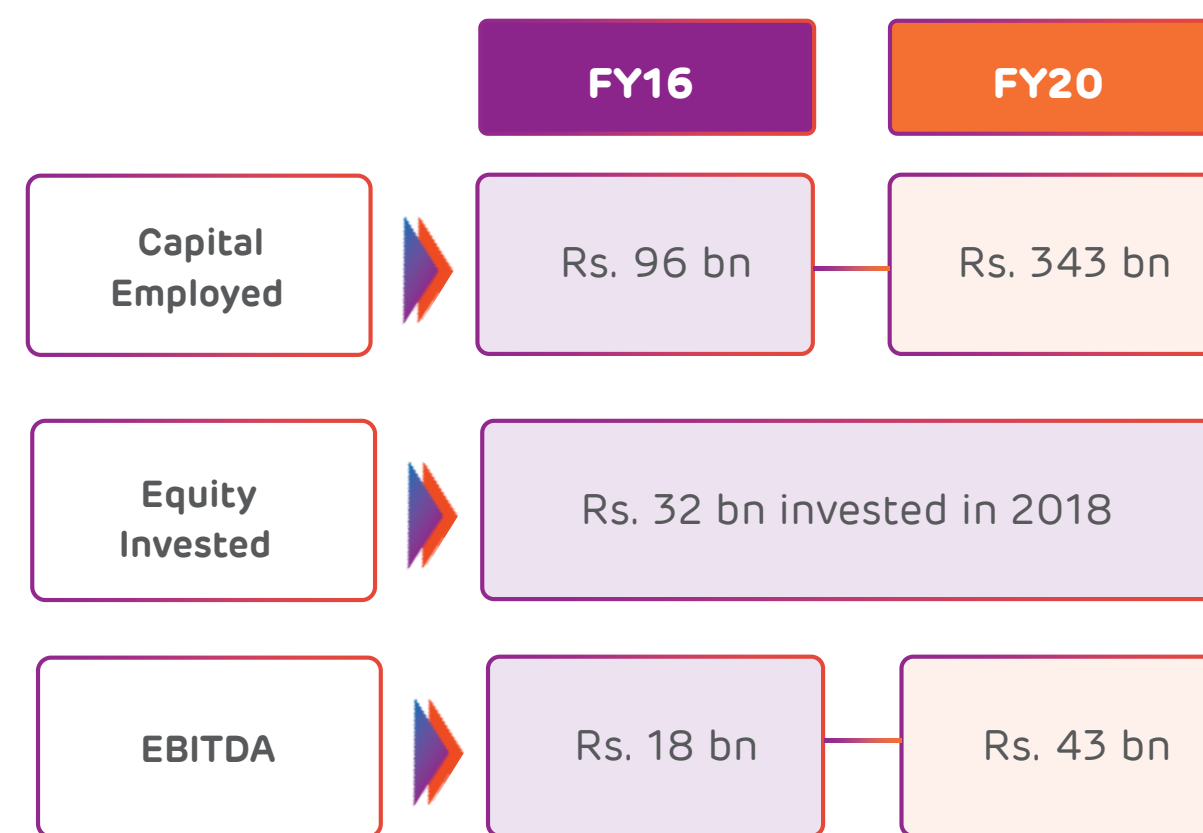 FY16 FY20
Capital
Employed
Rs. 96 bn Rs. 343 bn
Equity
Invested
Rs. 32 bn invested in 2018
EBITDA Rs. 18 bn Rs. 43 bn